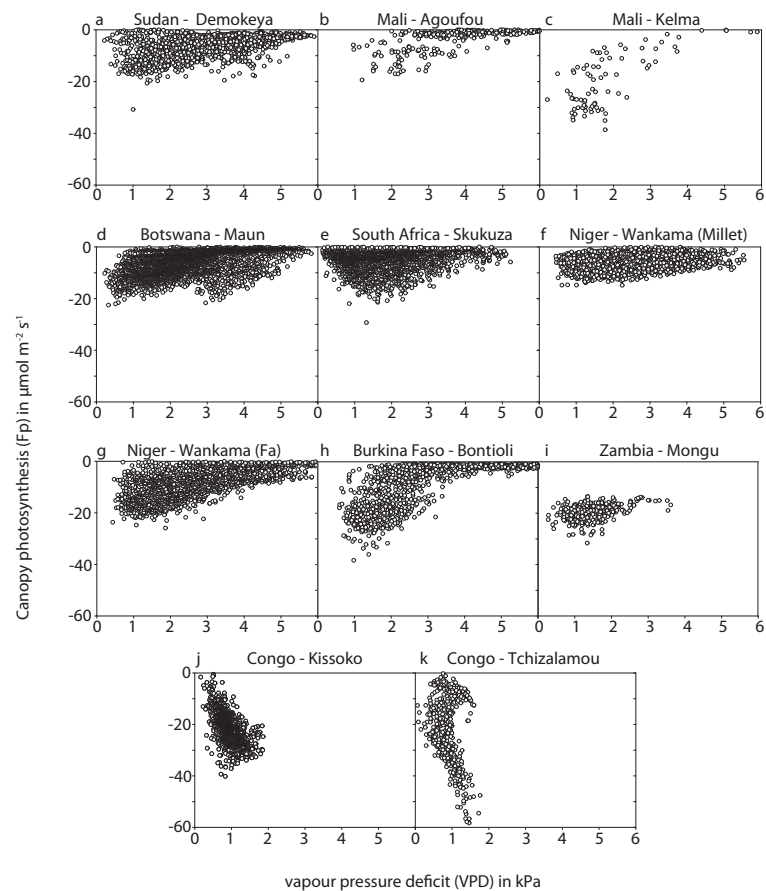 a Sudan - Demokeya b Mali - Agoufou c Mali - Kelma
0
-20
-40
-60
0 1 2 3 4 5 0 1 2 3 4 5 0 1 2 3 4 5 6
d Botswana - Maun e South Africa - Skukuza f Niger - Wankama (Millet)
0
-20
-40
-60
0 1 2 3 4 5 0 1 2 3 4 5 0 1 2 3 4 5 6
g Niger - Wankama (Fa) h Burkina Faso - Bontioli i Zambia - Mongu
0
-20
-40
-60
0 1 2 3 4 5 0 1 2 3 4 5 0 1 2 3 4 5 6
j Congo - Kissoko k Congo - Tchizalamou
0
-20
-40
-60
0 1 2 3 4 5 0 1 2 3 4 5 6
Canopy photosynthesis (Fp) in µmol m⁻² s⁻¹
vapour pressure deficit (VPD) in kPa